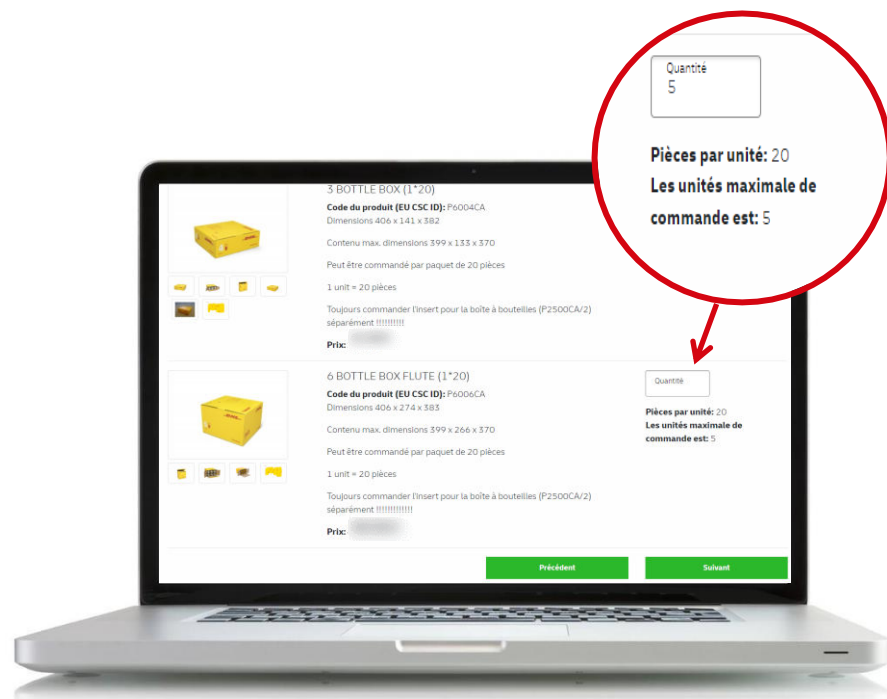 Quantité
5
Pièces par unité: 20
Les unités maximale de
commande est: 5
3 BOTTLE BOX (1*20)
Code du produit (EU CSC ID): P6004CA
Dimensions 406 x 141 x 382
Contenu max. dimensions 399 x 133 x 370
Peut être commandé par paquet de 20 pièces
1 unit = 20 pièces
Toujours commander l'insert pour la boîte à bouteilles (P2500CA/2)
séparément !!!!!!!!!!
Prix:
6 BOTTLE BOX FLUTE (1*20)
Code du produit (EU CSC ID): P6006CA
Dimensions 406 x 274 x 383
Contenu max. dimensions 399 x 266 x 370
Peut être commandé par paquet de 20 pièces
1 unit = 20 pièces
Toujours commander l'insert pour la boîte à bouteilles (P2500CA/2)
séparément !!!!!!!!!!!!!
Prix:
Quantité
Pièces par unité: 20
Les unités maximale de
commande est: 5
Précédent
Suivant